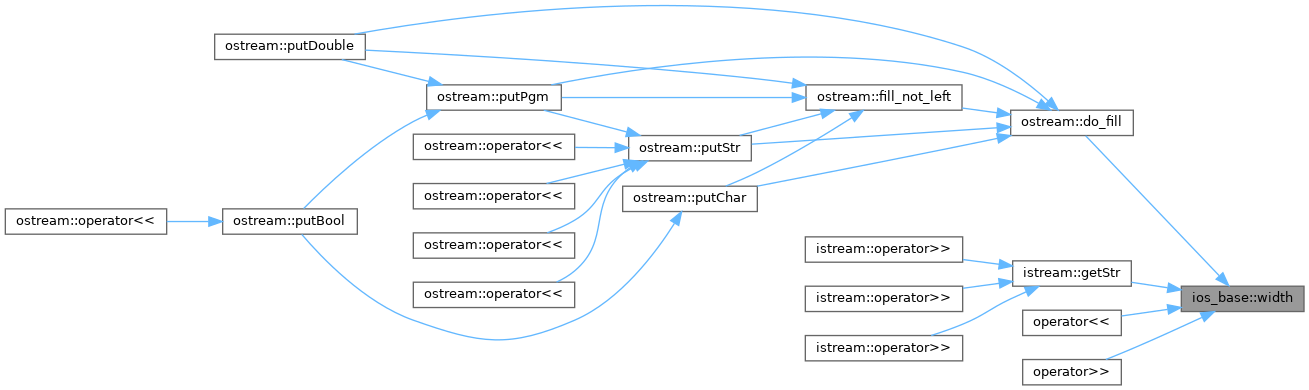 ostream::putDouble
ostream::putPgm
ostream::fill_not_left
ostream::do_fill
ostream::operator<<
ostream::putStr
ostream::operator<<
ostream::putChar
ostream::operator<<
ostream::putBool
ostream::operator<<
istream::operator>>
istream::getStr
ostream::operator<<
istream::operator>>
ios_base::width
operator<<
istream::operator>>
operator>>